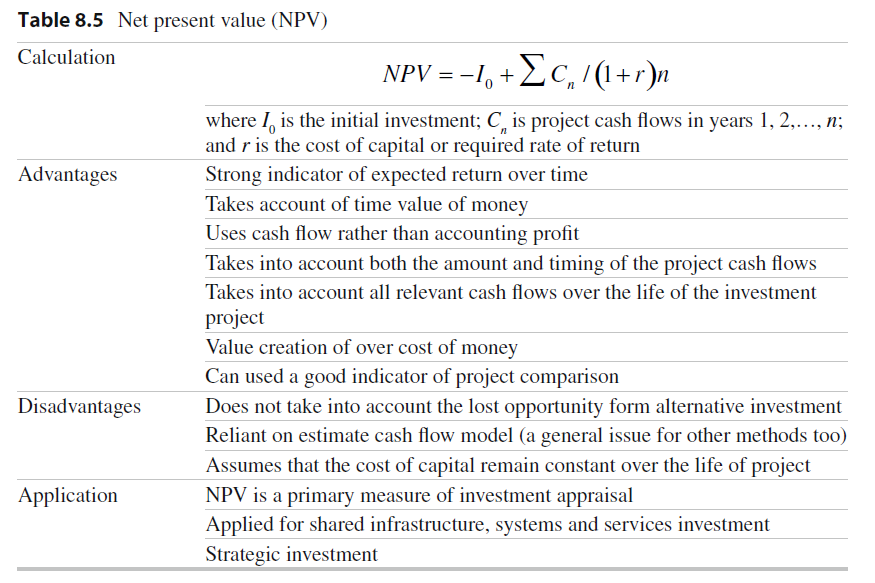 Table 8.5 Net present value (NPV)
Calculation
NPV = −I₀ + ∑ Cₙ / (1 + r)n
where I₀ is the initial investment; Cₙ is project cash flows in years 1, 2,…, n;
and r is the cost of capital or required rate of return
Advantages
Strong indicator of expected return over time
Takes account of time value of money
Uses cash flow rather than accounting profit
Takes into account both the amount and timing of the project cash flows
Takes into account all relevant cash flows over the life of the investment
project
Value creation of over cost of money
Can used a good indicator of project comparison
Disadvantages
Does not take into account the lost opportunity form alternative investment
Reliant on estimate cash flow model (a general issue for other methods too)
Assumes that the cost of capital remain constant over the life of project
Application
NPV is a primary measure of investment appraisal
Applied for shared infrastructure, systems and services investment
Strategic investment